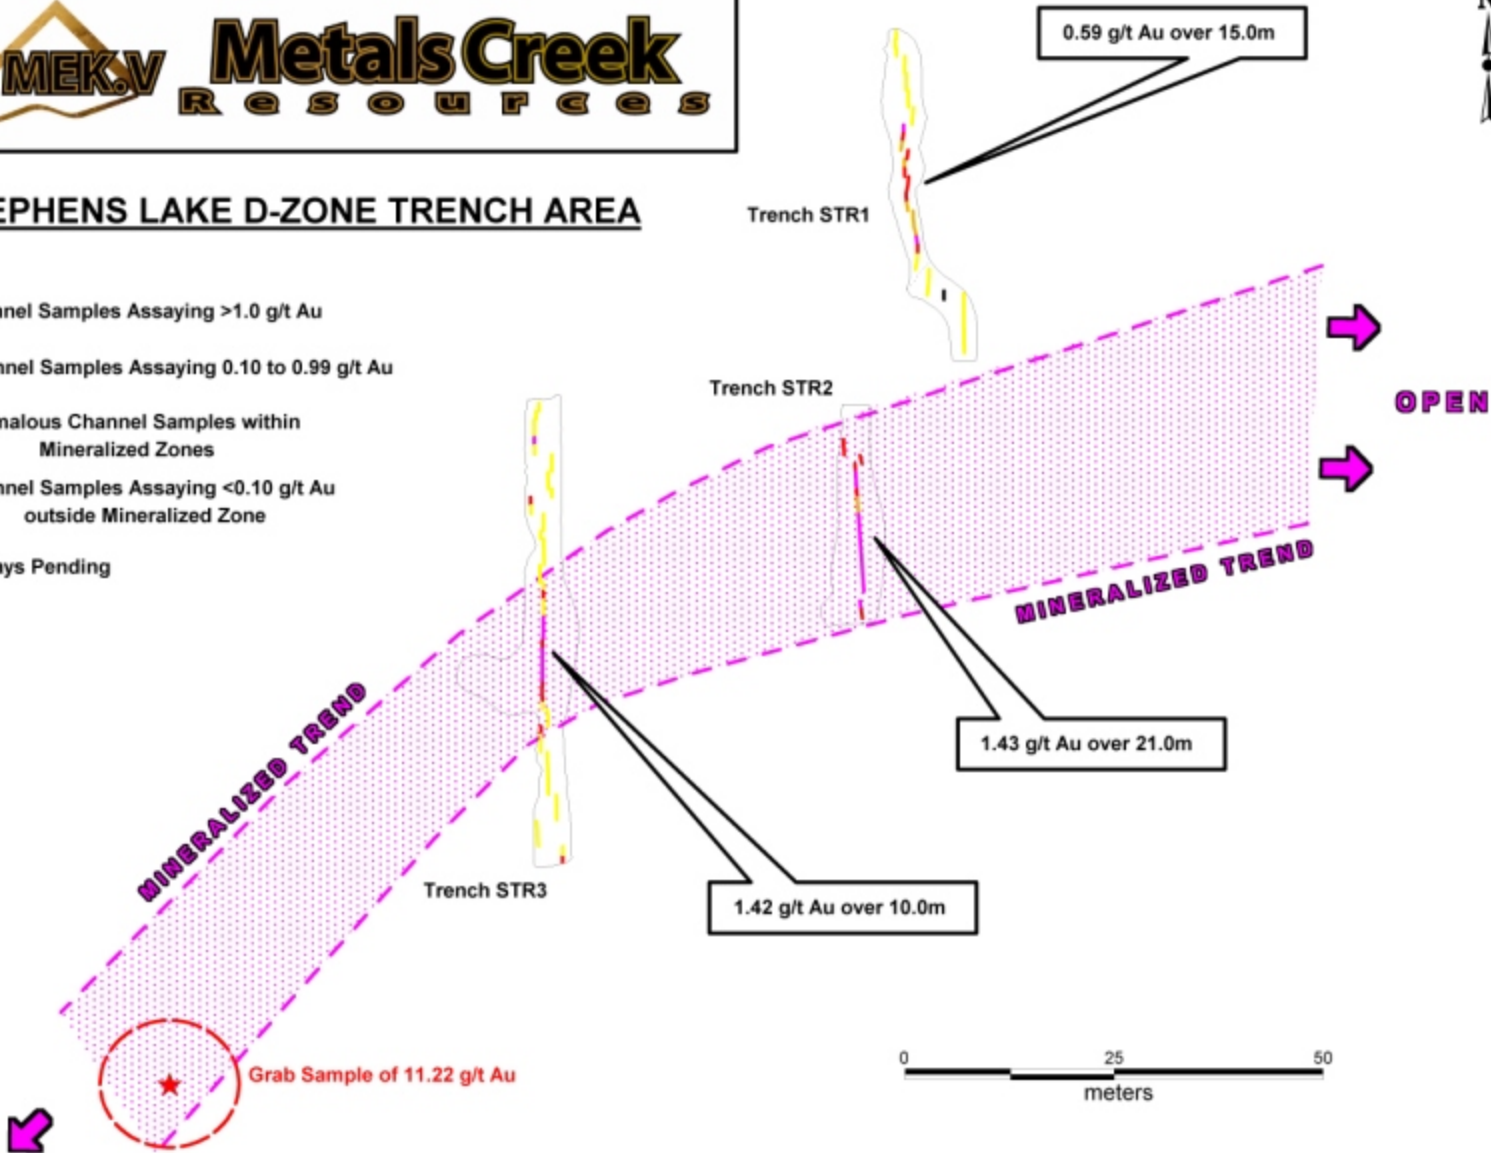 MEK.V
Metals Creek
Resources
EPHENS LAKE D-ZONE TRENCH AREA
nnel Samples Assaying >1.0 g/t Au
nnel Samples Assaying 0.10 to 0.99 g/t Au
malous Channel Samples within
Mineralized Zones
nnel Samples Assaying <0.10 g/t Au
outside Mineralized Zone
ays Pending
0.59 g/t Au over 15.0m
N
Trench STR1
Trench STR2
OPEN
MINERALIZED TREND
1.43 g/t Au over 21.0m
MINERALIZED TREND
Trench STR3
1.42 g/t Au over 10.0m
Grab Sample of 11.22 g/t Au
0 25 50
meters